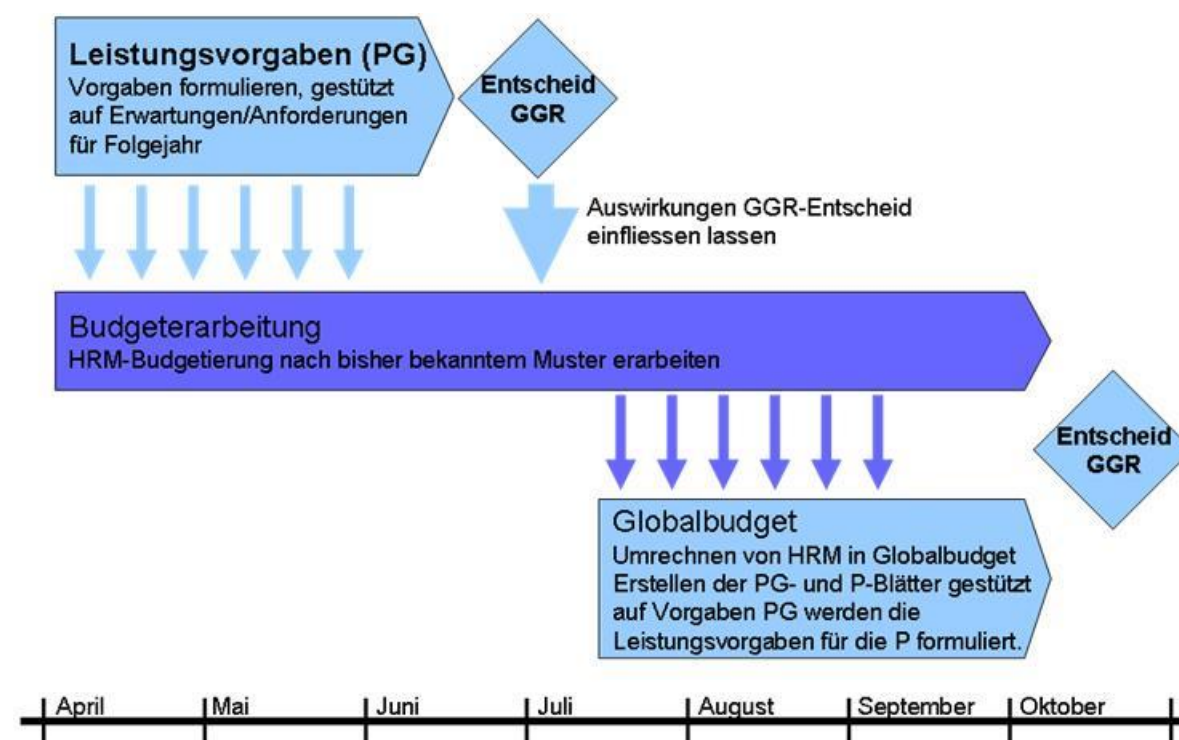 Leistungsvorgaben (PG)
Vorgaben formulieren, gestützt
auf Erwartungen/Anforderungen
für Folgejahr
Entscheid
GGR
Auswirkungen GGR-Entscheid
einfliessen lassen
Budgeterarbeitung
HRM-Budgetierung nach bisher bekanntem Muster erarbeiten
Entscheid
GGR
Globalbudget
Umrechnen von HRM in Globalbudget
Erstellen der PG- und P-Blätter gestützt
auf Vorgaben PG werden die
Leistungsvorgaben für die P formuliert.
April Mai Juni Juli August September Oktober